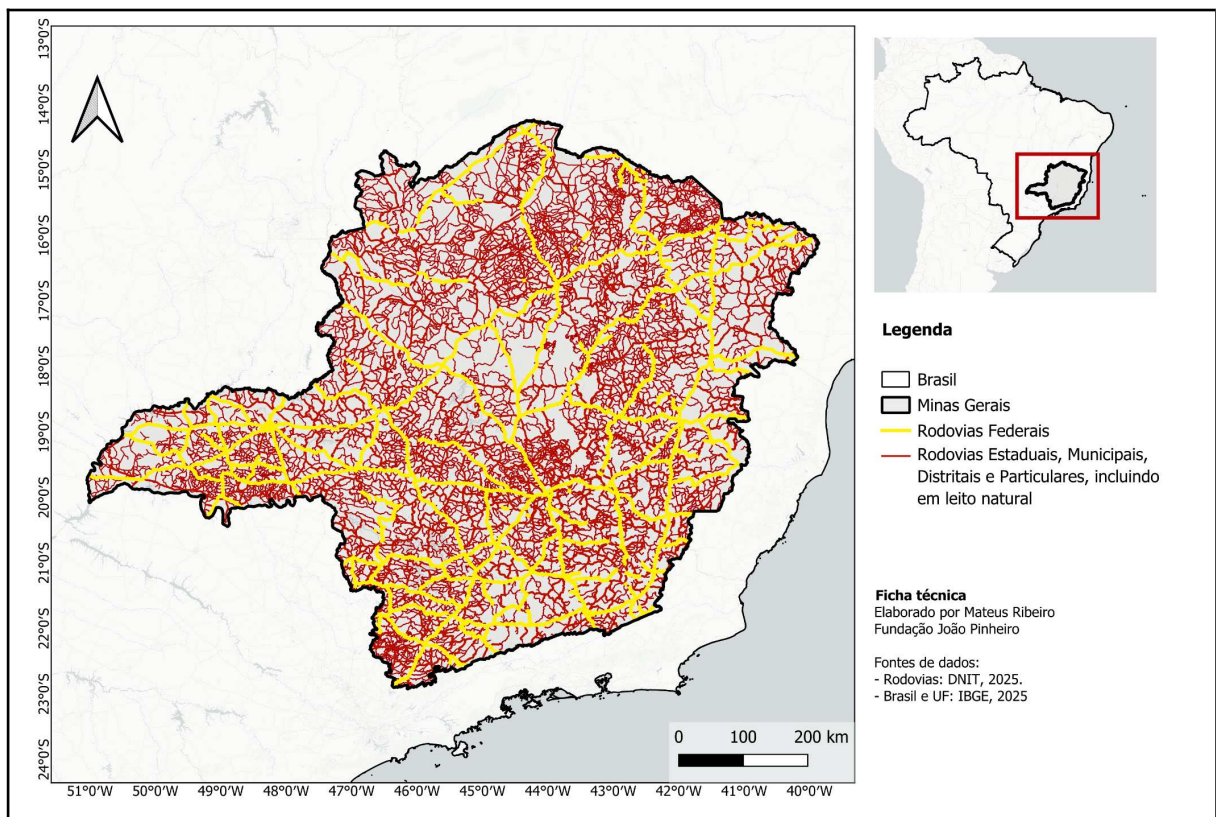 13°0'S
14°0'S
15°0'S
16°0'S
17°0'S
18°0'S
19°0'S
20°0'S
21°0'S
22°0'S
23°0'S
24°0'S
51°0'W 50°0'W 49°0'W 48°0'W 47°0'W 46°0'W 45°0'W 44°0'W 43°0'W 42°0'W 41°0'W 40°0'W
0 100 200 km
Legenda
Brasil
Minas Gerais
Rodovias Federais
Rodovias Estaduais, Municipais,
Distritais e Particulares, incluindo
em leito natural
Ficha técnica
Elaborado por Mateus Ribeiro
Fundação João Pinheiro
Fontes de dados:
- Rodovias: DNIT, 2025.
- Brasil e UF: IBGE, 2025